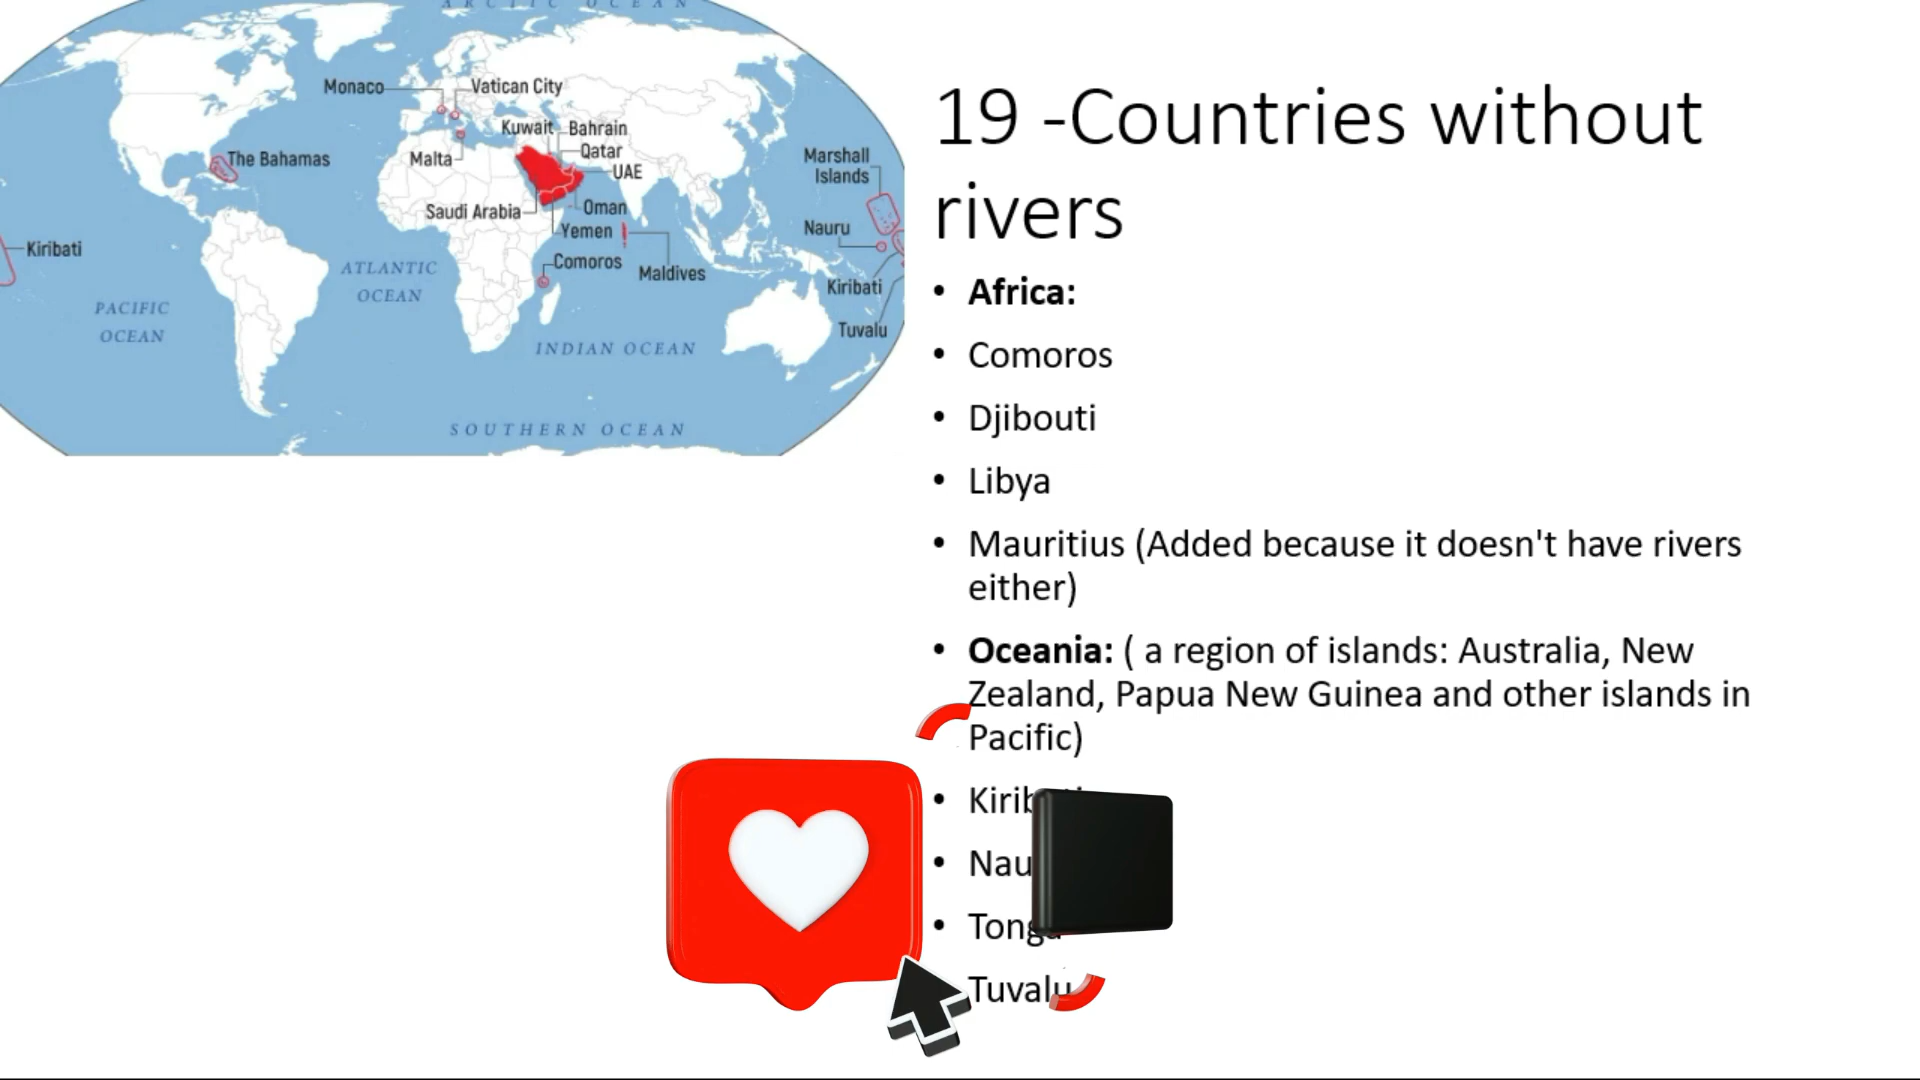 ARCTIC OCEAN
Monaco
Vatican City
Kuwait
Bahrain
Qatar
UAE
Malta
The Bahamas
Saudi Arabia
Oman
Yemen
Comoros
Maldives
Marshall
Islands
Nauru
Kiribati
Kiribati
Tuvalu
ATLANTIC
OCEAN
PACIFIC
OCEAN
INDIAN OCEAN
SOUTHERN OCEAN
19 -Countries without
rivers
• Africa:
• Comoros
• Djibouti
• Libya
• Mauritius (Added because it doesn't have rivers
either)
• Oceania: ( a region of islands: Australia, New
Zealand, Papua New Guinea and other islands in
Pacific)
•
•
• Tonga
Tuvalu